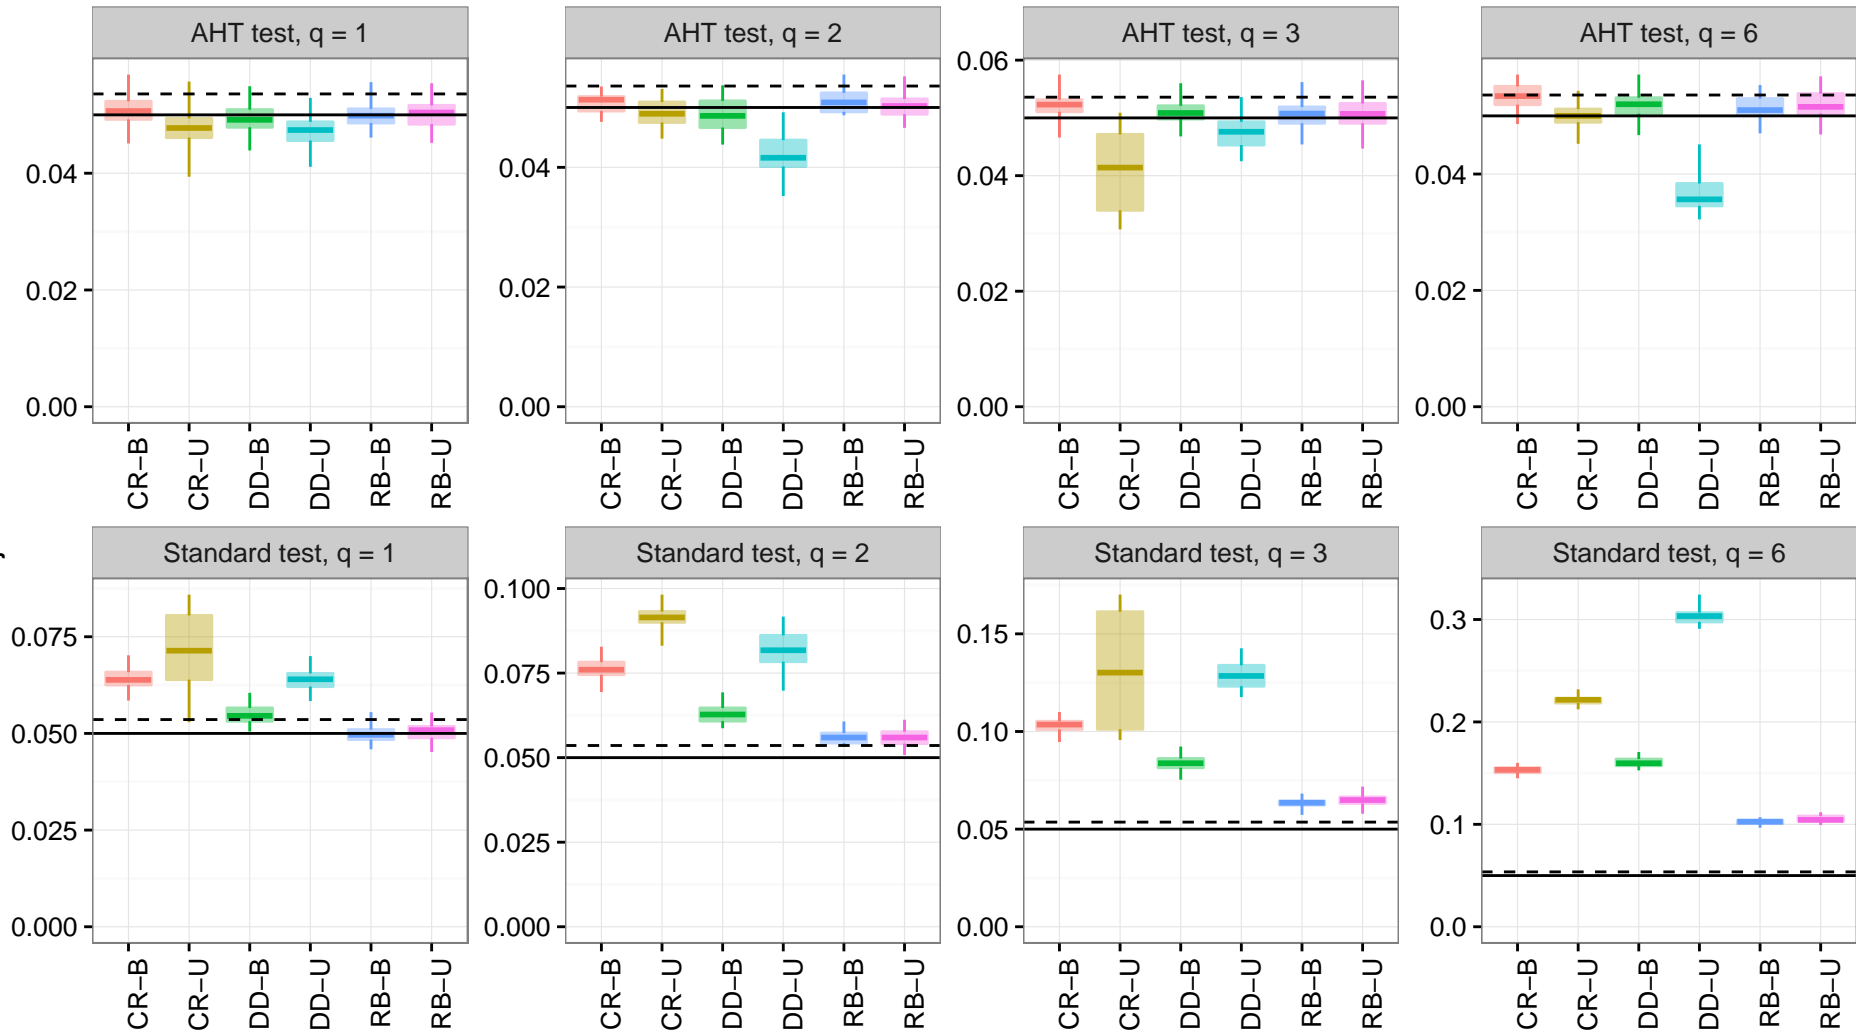 AHT test, q = 1
AHT test, q = 2
AHT test, q = 3
AHT test, q = 6
0.04
0.02
0.00
0.04
0.02
0.00
0.06
0.04
0.02
0.00
0.04
0.02
0.00
CR−B
CR−U
DD−B
DD−U
RB−B
RB−U
CR−B
CR−U
DD−B
DD−U
RB−B
RB−U
CR−B
CR−U
DD−B
DD−U
RB−B
RB−U
CR−B
CR−U
DD−B
DD−U
RB−B
RB−U
Standard test, q = 1
Standard test, q = 2
Standard test, q = 3
Standard test, q = 6
0.075
0.050
0.025
0.000
0.100
0.075
0.050
0.025
0.000
0.15
0.10
0.05
0.00
0.3
0.2
0.1
0.0
CR−B
CR−U
DD−B
DD−U
RB−B
RB−U
CR−B
CR−U
DD−B
DD−U
RB−B
RB−U
CR−B
CR−U
DD−B
DD−U
RB−B
RB−U
CR−B
CR−U
DD−B
DD−U
RB−B
RB−U